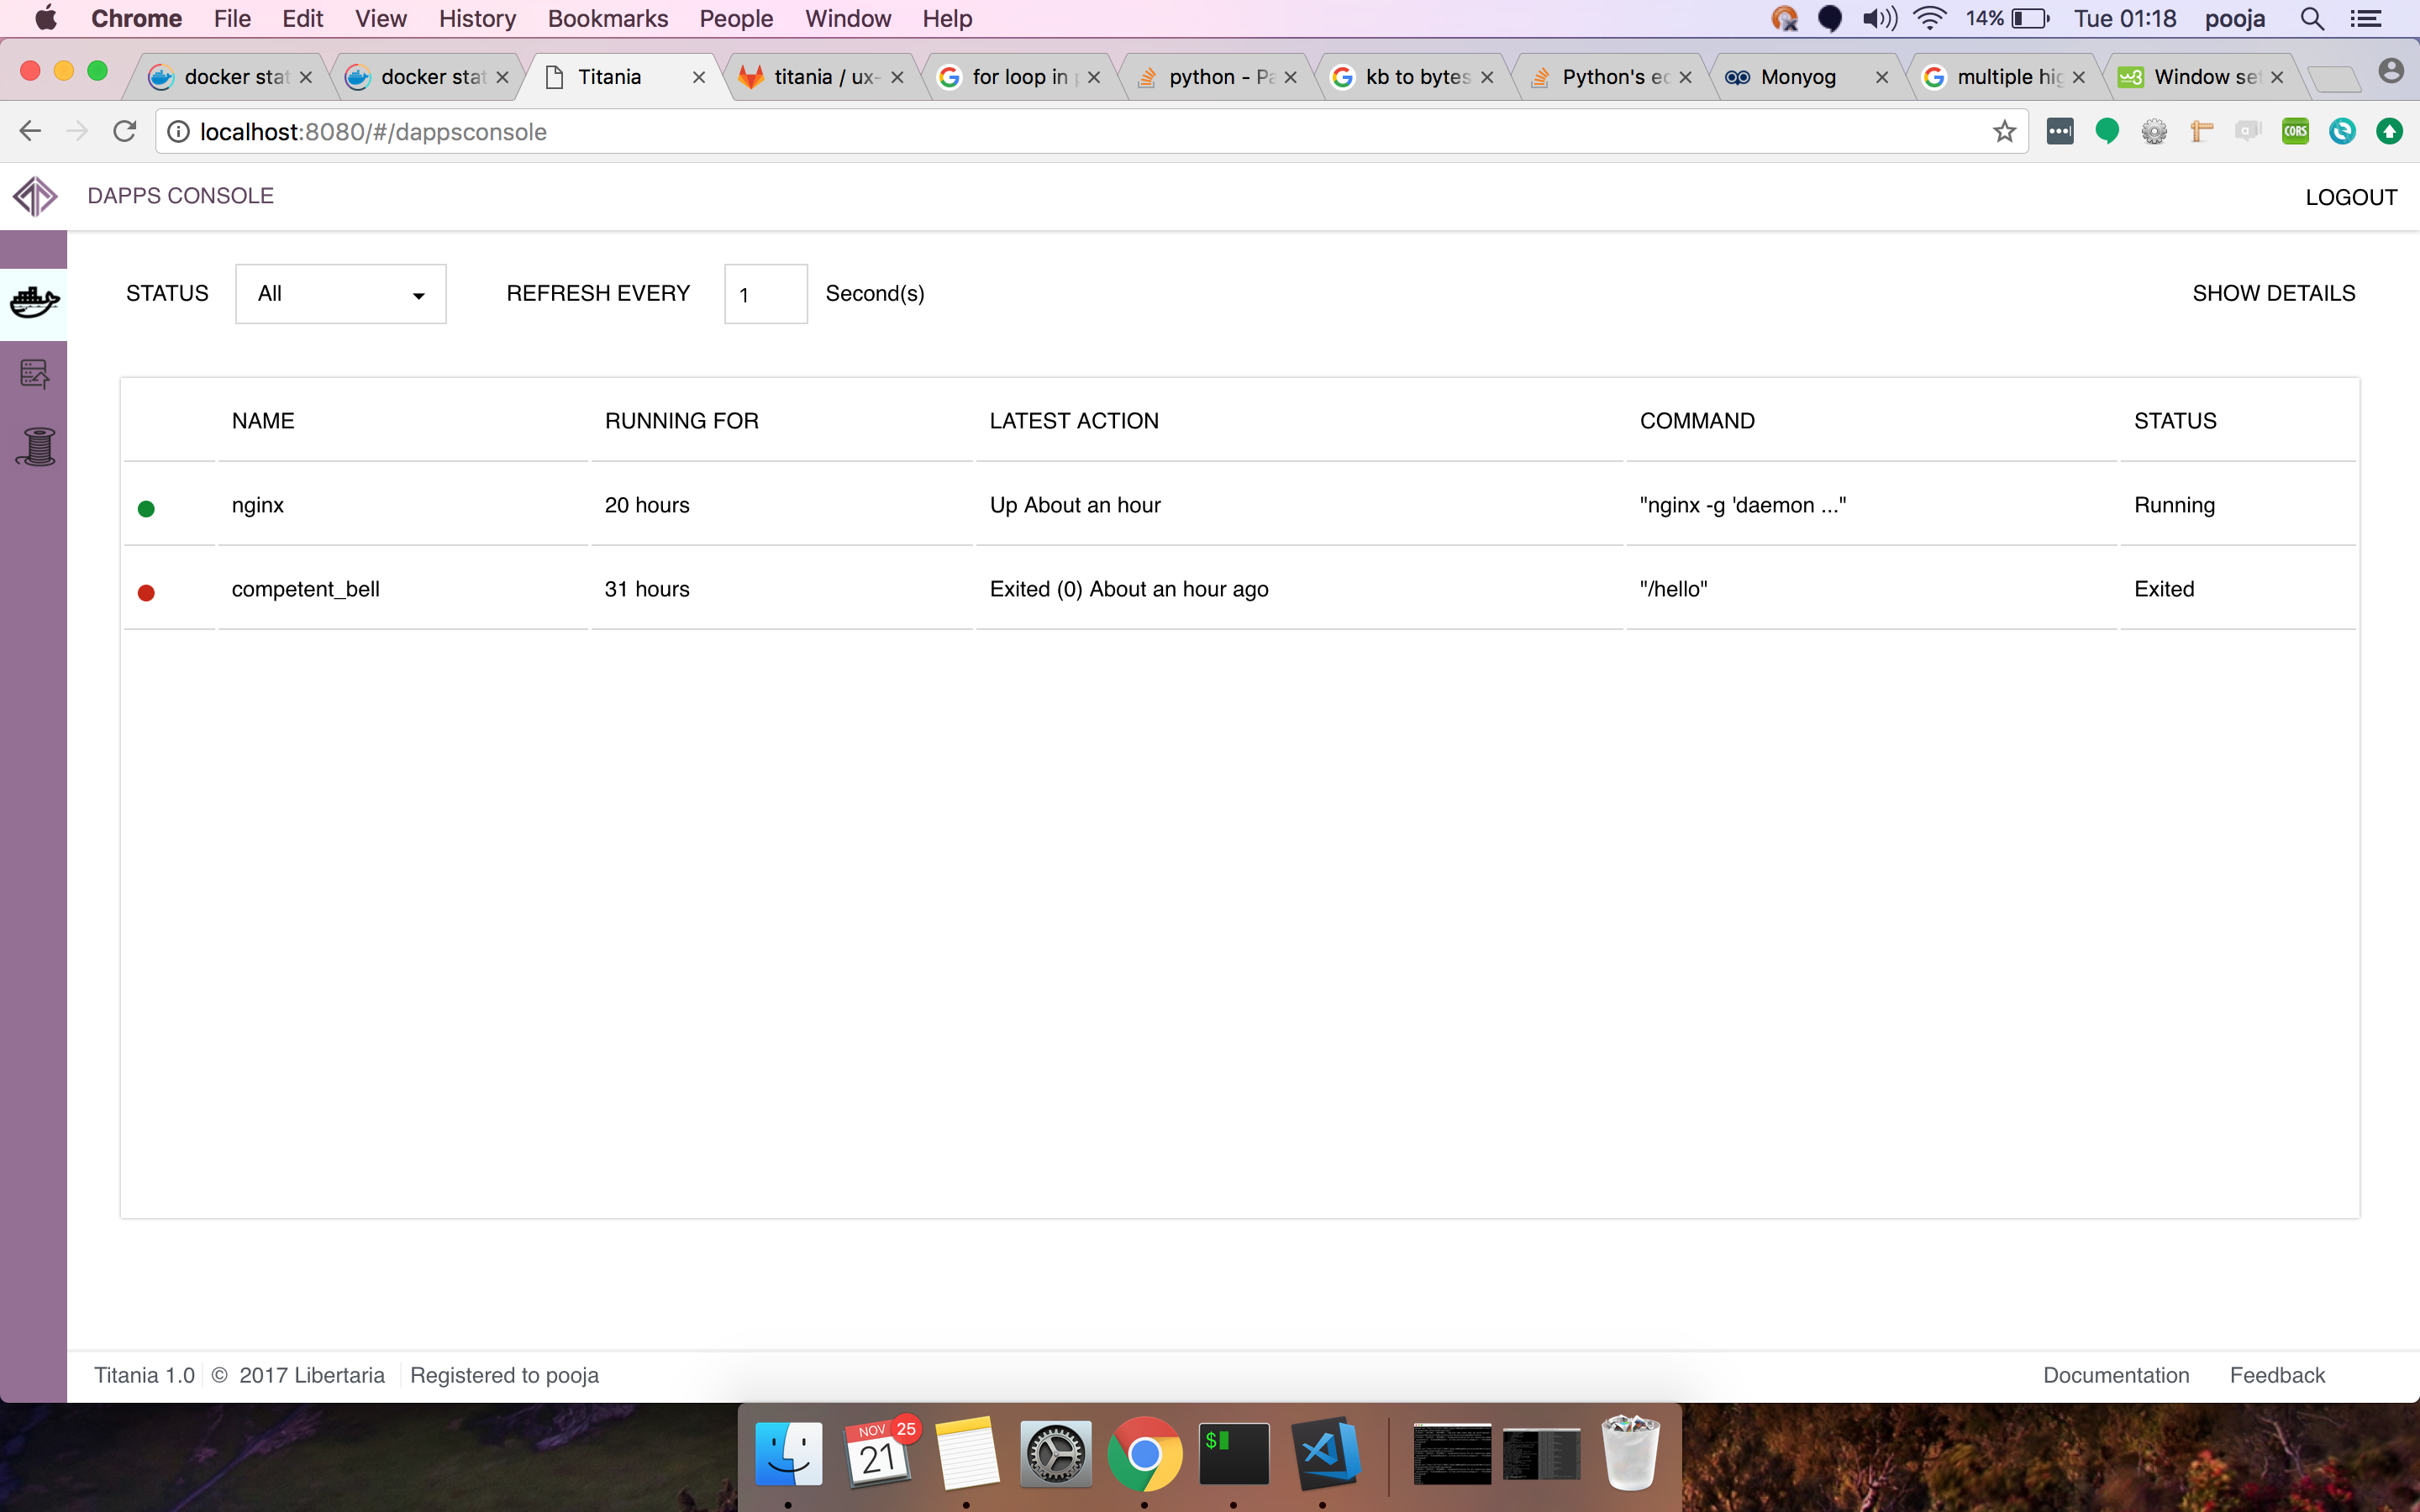 Chrome File Edit View History Bookmarks People Window Help 14% Tue 01:18 pooja
docker stat docker stat Titania titania / ux- for loop in python - Pa kb to bytes Python's ec Monyog multiple hig Window set
localhost:8080/#/dappsconsole CORS
DAPPS CONSOLE LOGOUT
STATUS All REFRESH EVERY 1 Second(s) SHOW DETAILS
NAME RUNNING FOR LATEST ACTION COMMAND STATUS
nginx 20 hours Up About an hour "nginx -g 'daemon ..." Running
competent_bell 31 hours Exited (0) About an hour ago "/hello" Exited
Titania 1.0 © 2017 Libertaria Registered to pooja Documentation Feedback
NOV 25
21
$